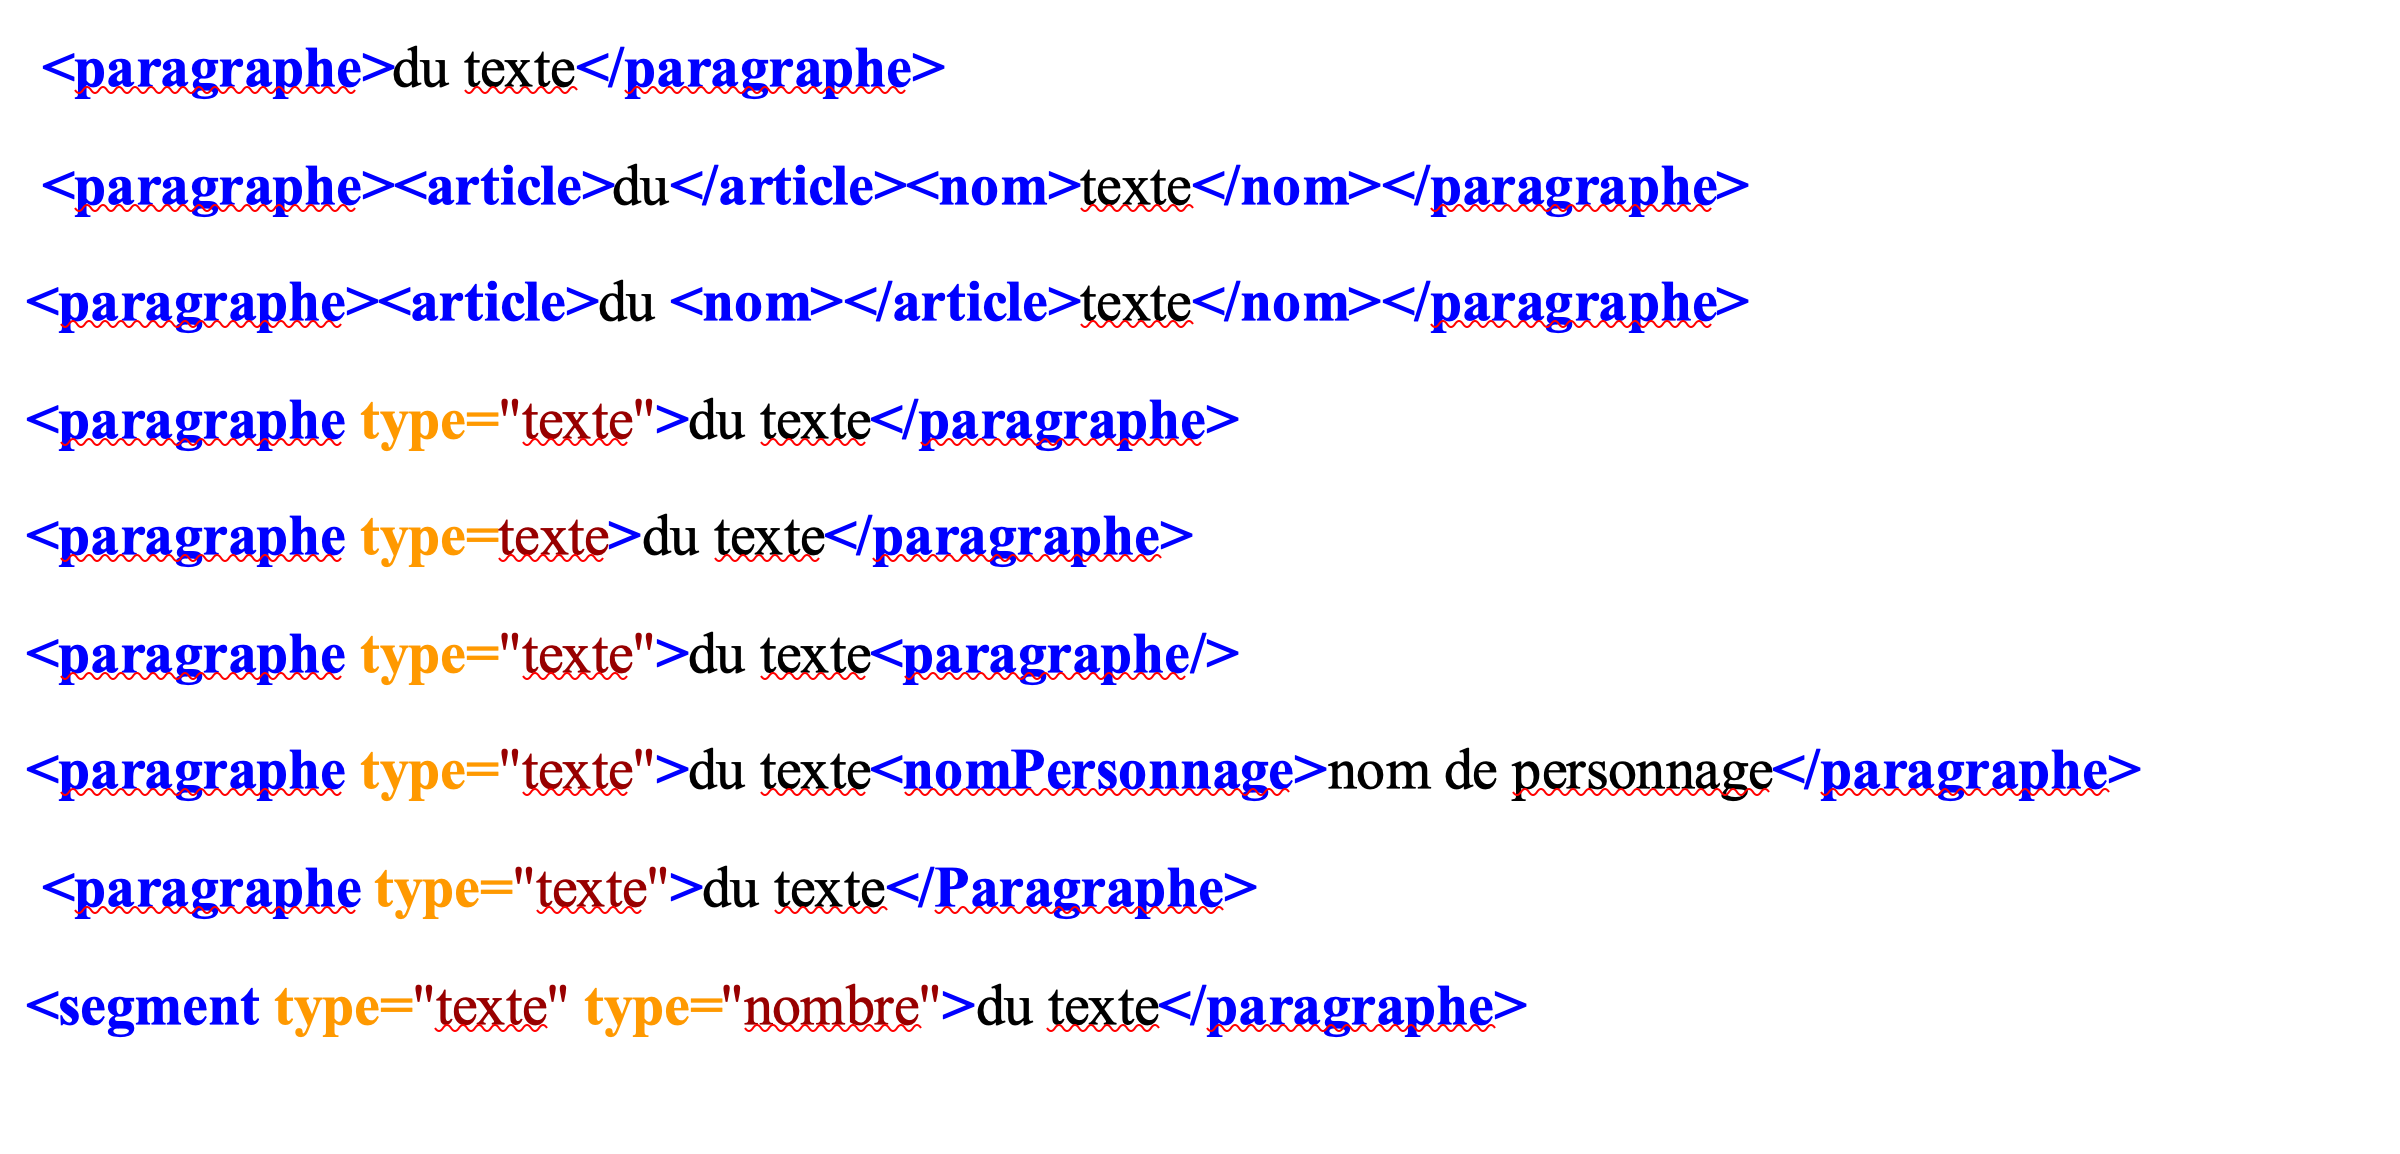 <paragraphe>du texte</paragraphe>
<paragraphe><article>du</article><nom>texte</nom></paragraphe>
<paragraphe><article>du <nom></article>texte</nom></paragraphe>
<paragraphe type="texte">du texte</paragraphe>
<paragraphe type=texte>du texte</paragraphe>
<paragraphe type="texte">du texte<paragraphe/>
<paragraphe type="texte">du texte<nomPersonnage>nom de personnage</paragraphe>
<paragraphe type="texte">du texte</Paragraphe>
<segment type="texte" type="nombre">du texte</paragraphe>